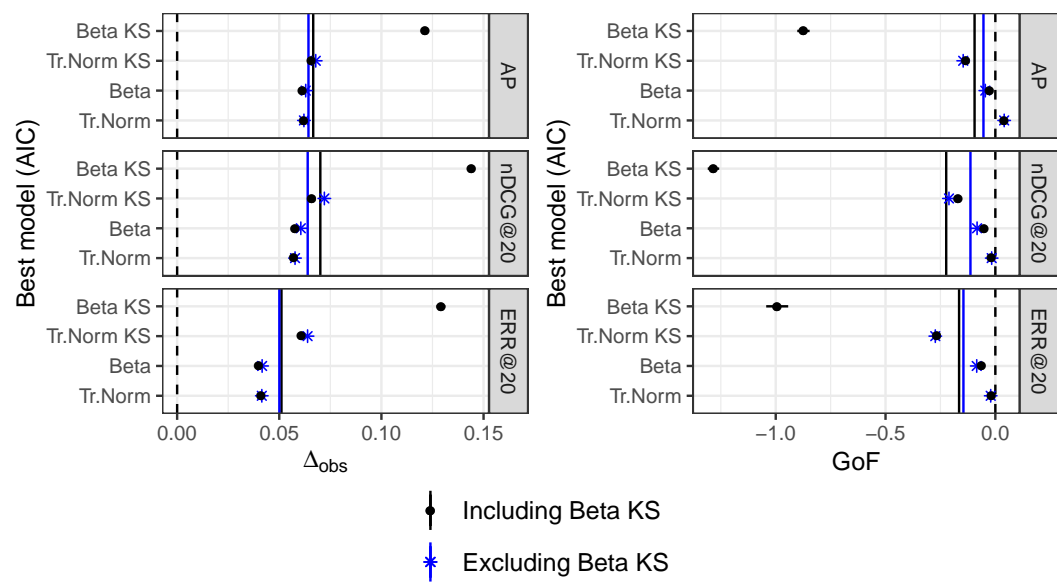 Best model (AIC)
Beta KS
Tr.Norm KS
Beta
Tr.Norm
AP
Beta KS
Tr.Norm KS
Beta
Tr.Norm
nDCG@20
Beta KS
Tr.Norm KS
Beta
Tr.Norm
ERR@20
0.00 0.05 0.10 0.15
Δobs
Best model (AIC)
Beta KS
Tr.Norm KS
Beta
Tr.Norm
AP
Beta KS
Tr.Norm KS
Beta
Tr.Norm
nDCG@20
Beta KS
Tr.Norm KS
Beta
Tr.Norm
ERR@20
−1.0 −0.5 0.0
GoF
Including Beta KS
Excluding Beta KS